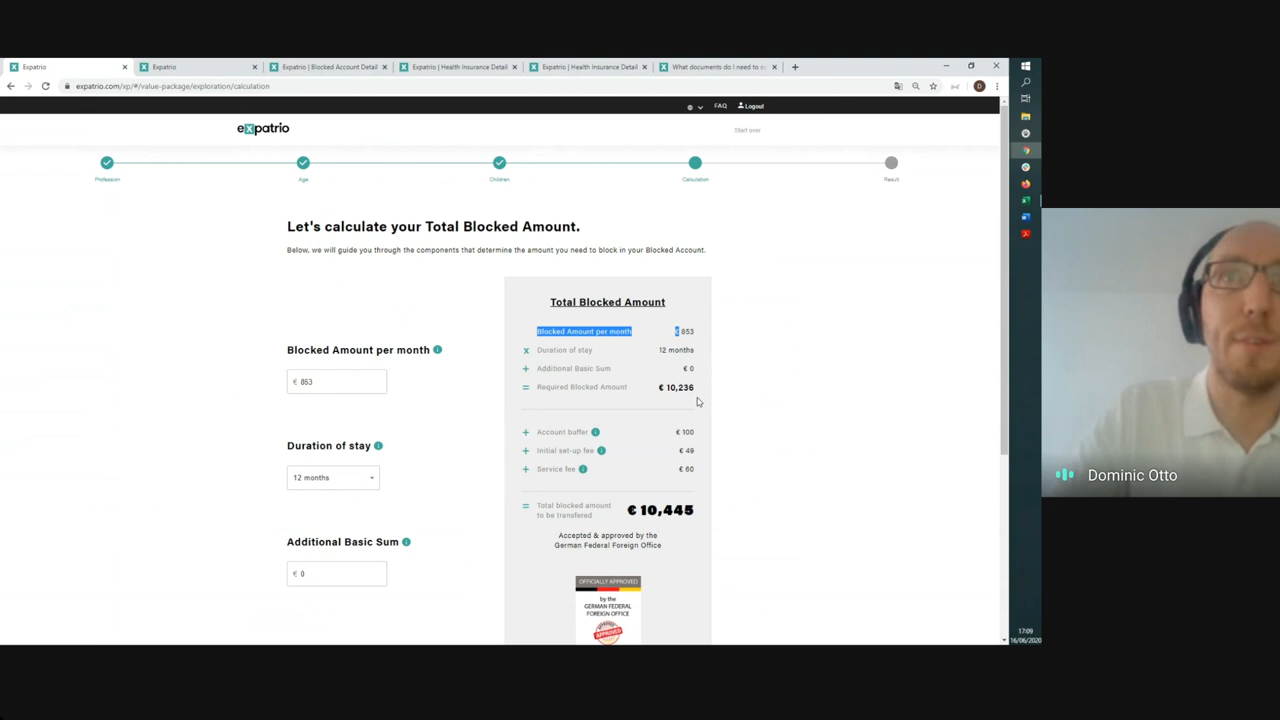 Expatrio
Expatrio
Expatrio | Blocked Account Detail
Expatrio | Health Insurance Detail
Expatrio | Health Insurance Detail
What documents do I need to
expatrio.com/xp/#/value-package/exploration/calculation
D
FAQ
Logout
expatrio
Start over
Profession
Age
Children
Calculation
Result
Let's calculate your Total Blocked Amount.
Below, we will guide you through the components that determine the amount you need to block in your Blocked Account.
Blocked Amount per month
€ 853
Duration of stay
12 months
Additional Basic Sum
€ 0
Total Blocked Amount
Blocked Amount per month € 853
x Duration of stay 12 months
+ Additional Basic Sum € 0
= Required Blocked Amount € 10,236
+ Account buffer € 100
+ Initial set-up fee € 49
+ Service fee € 60
= Total blocked amount
to be transfered € 10,445
Accepted & approved by the
German Federal Foreign Office
OFFICIALLY APPROVED
by the
GERMAN FEDERAL
FOREIGN OFFICE
APPROVED
Dominic Otto
17:09
16/06/2020